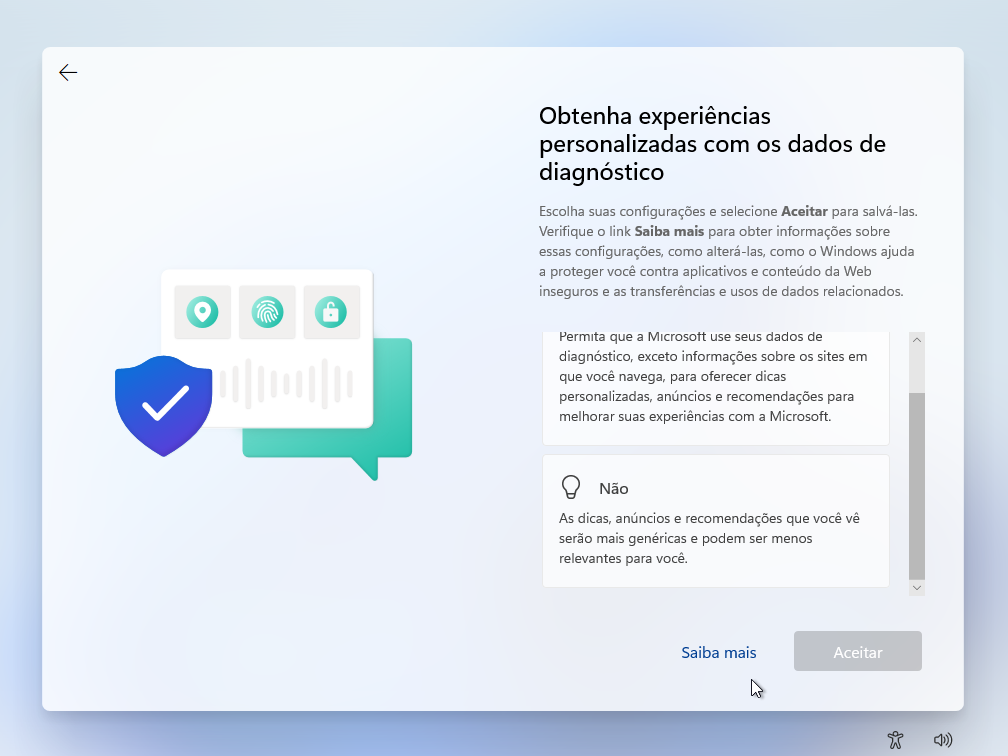 Obtenha experiências
personalizadas com os dados de
diagnóstico
Escolha suas configurações e selecione Aceitar para salvá-las.
Verifique o link Saiba mais para obter informações sobre
essas configurações, como alterá-las, como o Windows ajuda
a proteger você contra aplicativos e conteúdo da Web
inseguros e as transferências e usos de dados relacionados.
Permita que a Microsoft use seus dados de
diagnóstico, exceto informações sobre os sites em
que você navega, para oferecer dicas
personalizadas, anúncios e recomendações para
melhorar suas experiências com a Microsoft.
Não
As dicas, anúncios e recomendações que você vê
serão mais genéricas e podem ser menos
relevantes para você.
Saiba mais
Aceitar